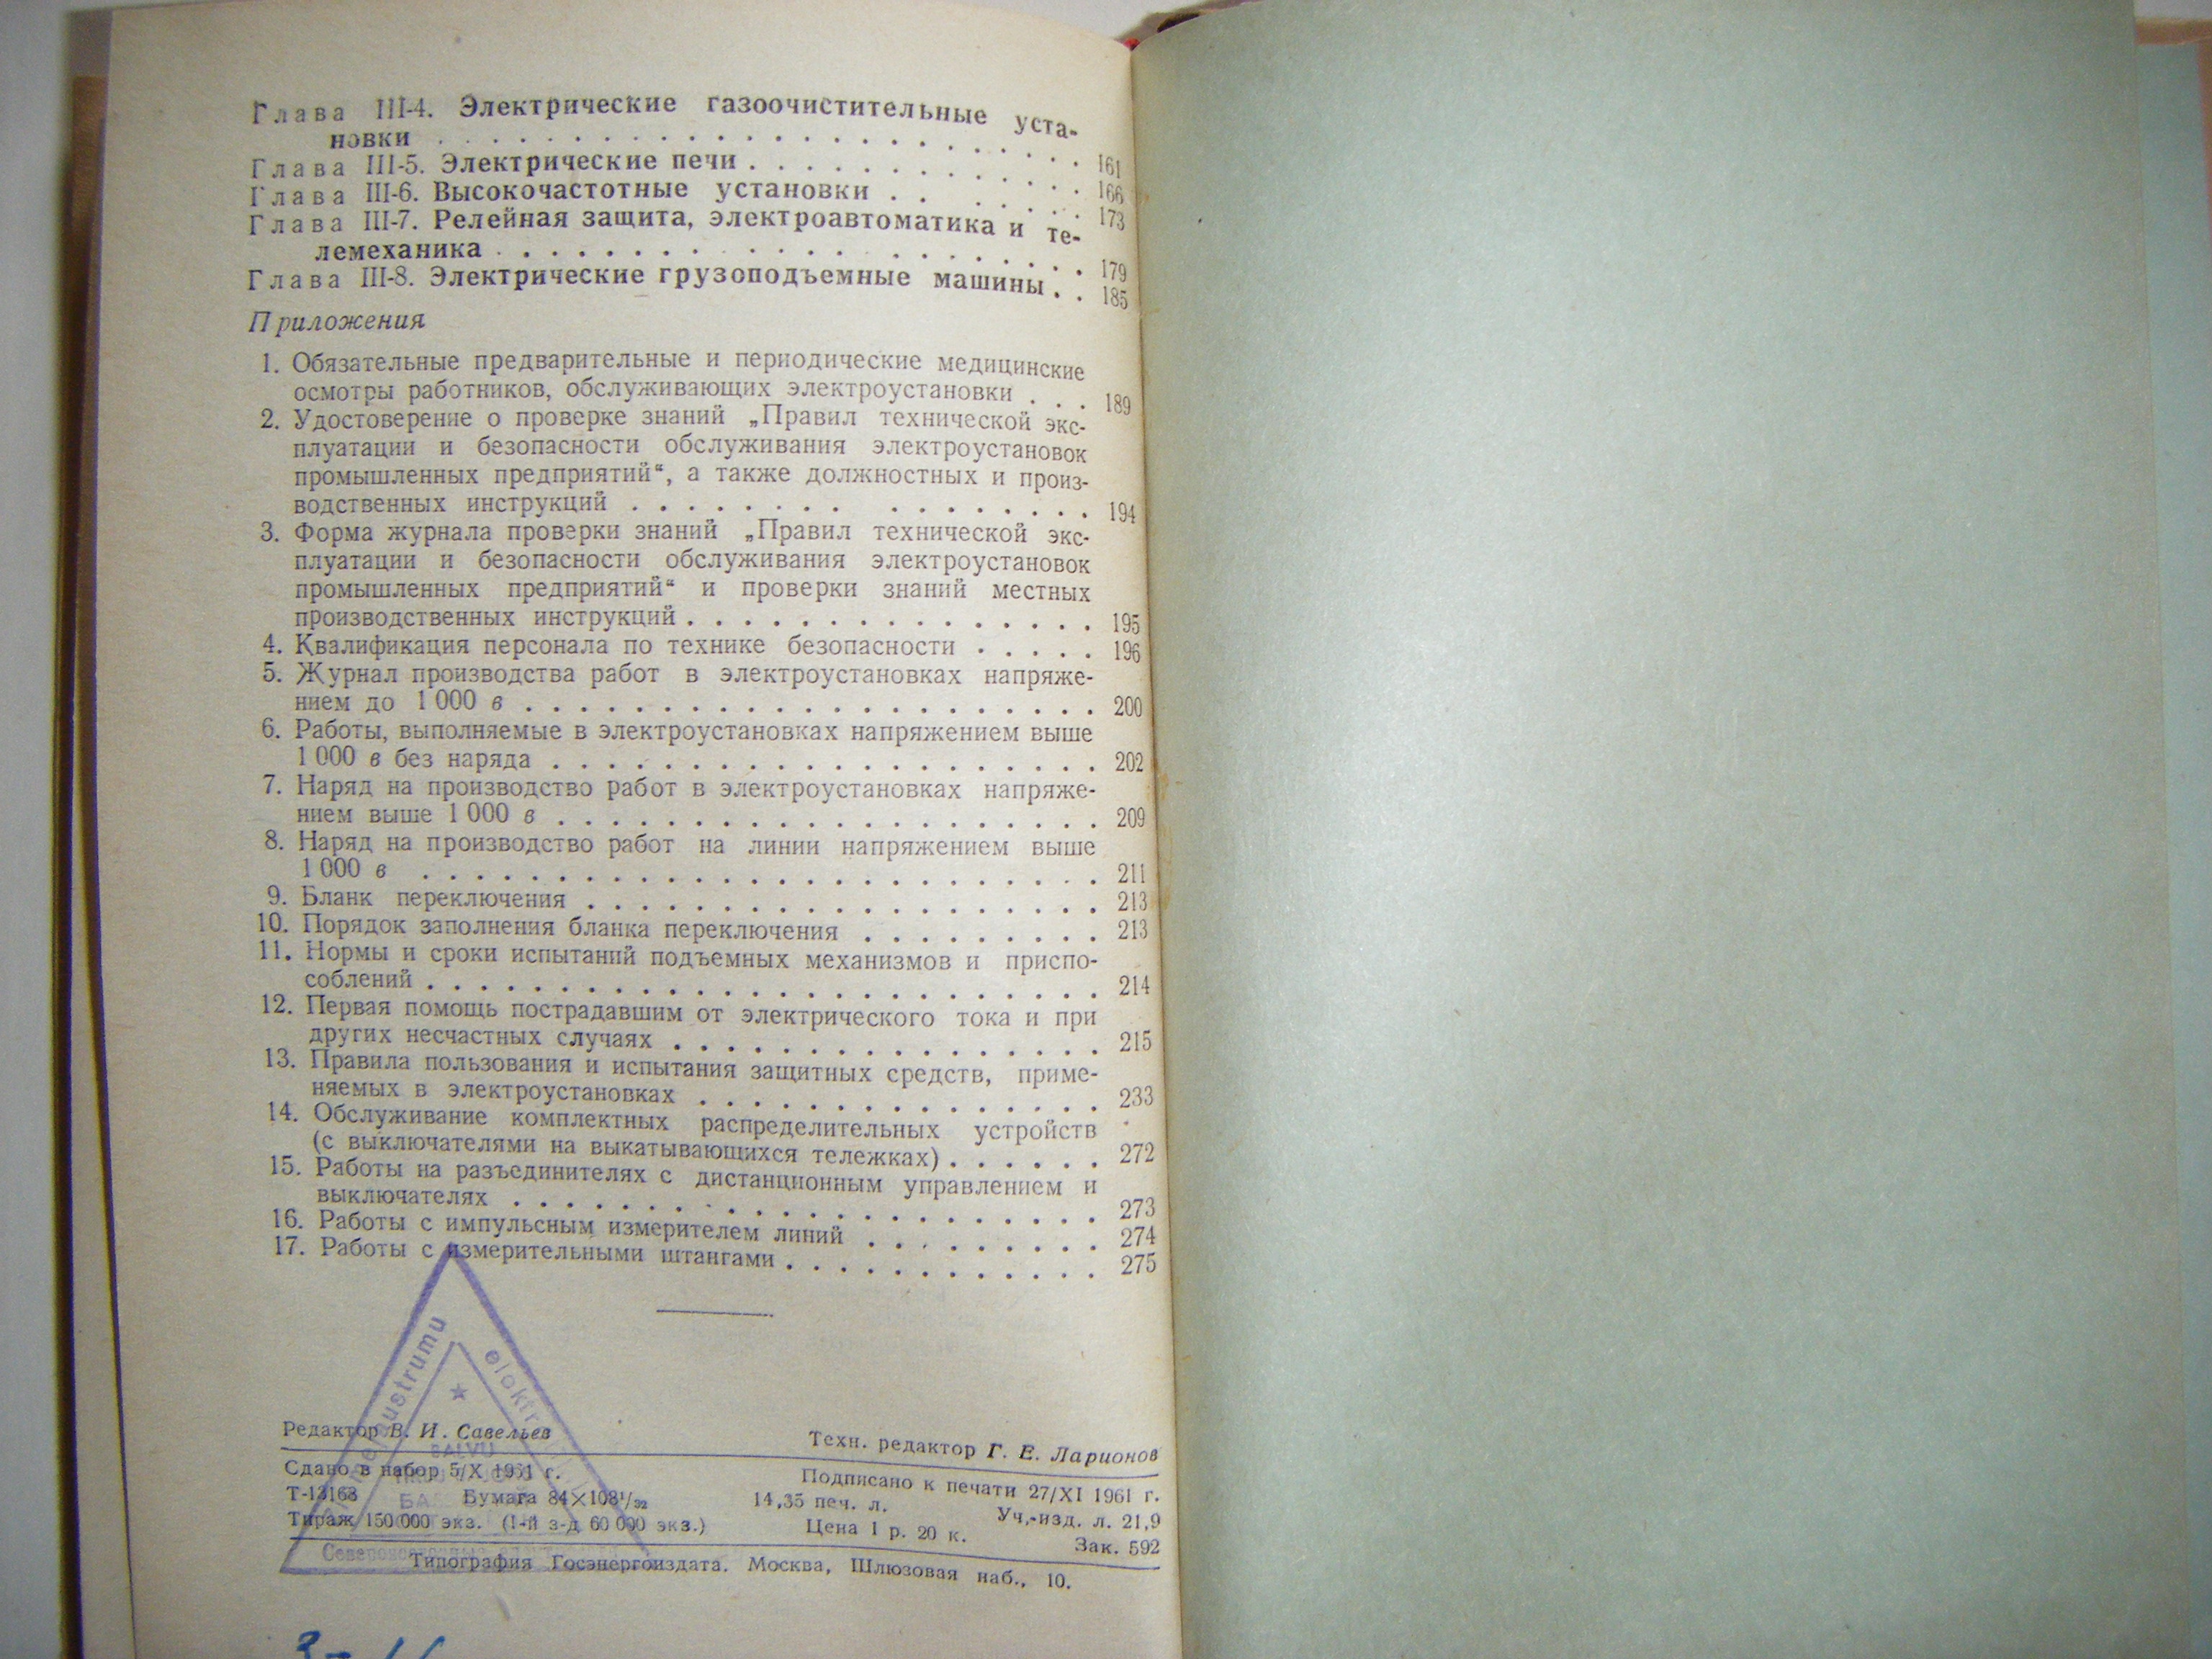 Глава III-4. Электрические газоочистительные уста-
новки . . . . . . . . . . . . . . . . . . . . . . . 161
Глава III-5. Электрические печи . . . . . . . . . . . . . 166
Глава III-6. Высокочастотные установки . . . . . . . 173
Глава III-7. Релейная защита, электроавтоматика и те-
лемеханика . . . . . . . . . . . . . . . . . . . . . 179
Глава III-8. Электрические грузоподъемные машины . . 185
Приложения
1. Обязательные предварительные и периодические медицинские
осмотры работников, обслуживающих электроустановки . . . 189
2. Удостоверение о проверке знаний „Правил технической экс-
плуатации и безопасности обслуживания электроустановок
промышленных предприятий“, а также должностных и произ-
водственных инструкций . . . . . . . . . . . . . . . . 194
3. Форма журнала проверки знаний „Правил технической экс-
плуатации и безопасности обслуживания электроустановок
промышленных предприятий“ и проверки знаний местных
производственных инструкций . . . . . . . . . . . . . . . 195
4. Квалификация персонала по технике безопасности . . . . . 196
5. Журнал производства работ в электроустановках напряже-
нием до 1 000 в . . . . . . . . . . . . . . . . . . . . . 200
6. Работы, выполняемые в электроустановках напряжением выше
1 000 в без наряда . . . . . . . . . . . . . . . . . . . . 202
7. Наряд на производство работ в электроустановках напряже-
нием выше 1 000 в . . . . . . . . . . . . . . . . . . . . 209
8. Наряд на производство работ на линии напряжением выше
1 000 в . . . . . . . . . . . . . . . . . . . . . . . . . 211
9. Бланк переключения . . . . . . . . . . . . . . . . . . . 213
10. Порядок заполнения бланка переключения . . . . . . . . . 213
11. Нормы и сроки испытаний подъемных механизмов и приспо-
соблений . . . . . . . . . . . . . . . . . . . . . . . . . 214
12. Первая помощь пострадавшим от электрического тока и при
других несчастных случаях . . . . . . . . . . . . . . . . 215
13. Правила пользования и испытания защитных средств, приме-
няемых в электроустановках . . . . . . . . . . . . . . . 233
14. Обслуживание комплектных распределительных устройств
(с выключателями на выкатывающихся тележках) . . . . . . 272
15. Работы на разъединителях с дистанционным управлением и
выключателях . . . . . . . . . . . . . . . . . . . . . . 273
16. Работы с импульсным измерителем линий . . . . . . . . . 274
17. Работы с измерительными штангами . . . . . . . . . . . . 275
Редактор В. И. Савельев Техн. редактор Г. Е. Ларионов
Сдано в набор 5/X 1961 г. Подписано к печати 27/XI 1961 г.
Т-13168 Бумага 84×108¹/₃₂ 14,35 печ. л. Уч.-изд. л. 21,9
Тираж 150 000 экз. (1-й з-д 60 000 экз.) Цена 1 р. 20 к. Зак. 592
Типография Госэнергоиздата. Москва, Шлюзовая наб., 10.